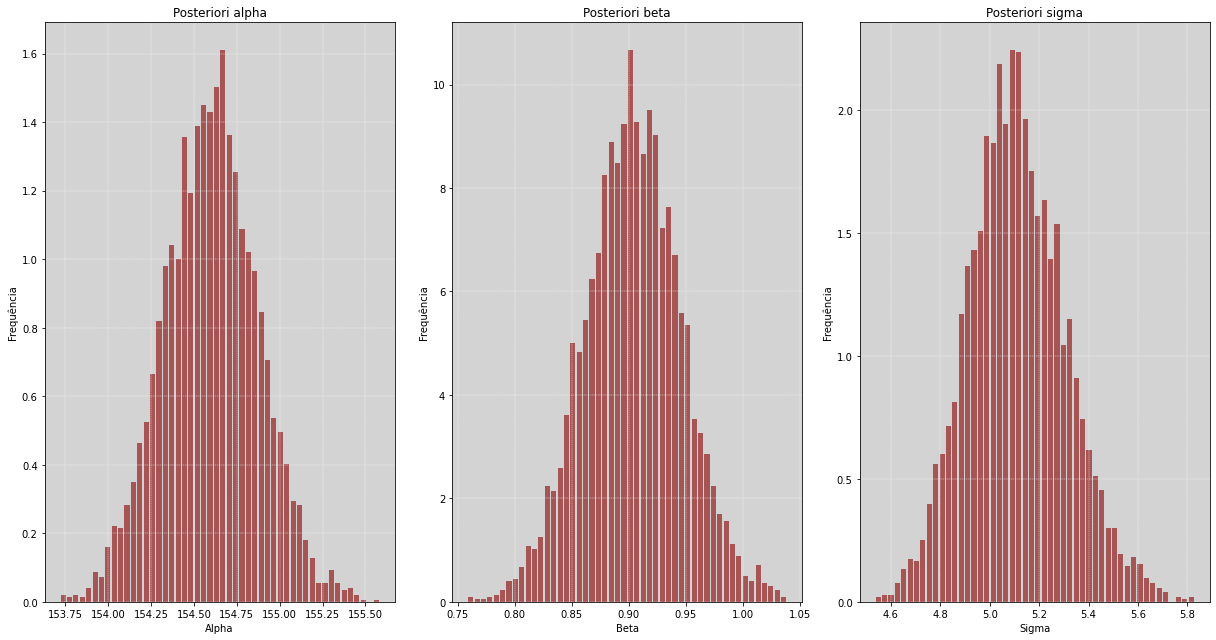 Posteriori alpha
1.6
1.4
1.2
1.0
0.8
0.6
0.4
0.2
0.0
Frequência
153.75 154.00 154.25 154.50 154.75 155.00 155.25 155.50
Alpha
Posteriori beta
10
8
6
4
2
0
Frequência
0.75 0.80 0.85 0.90 0.95 1.00 1.05
Beta
Posteriori sigma
2.0
1.5
1.0
0.5
0.0
Frequência
4.6 4.8 5.0 5.2 5.4 5.6 5.8
Sigma